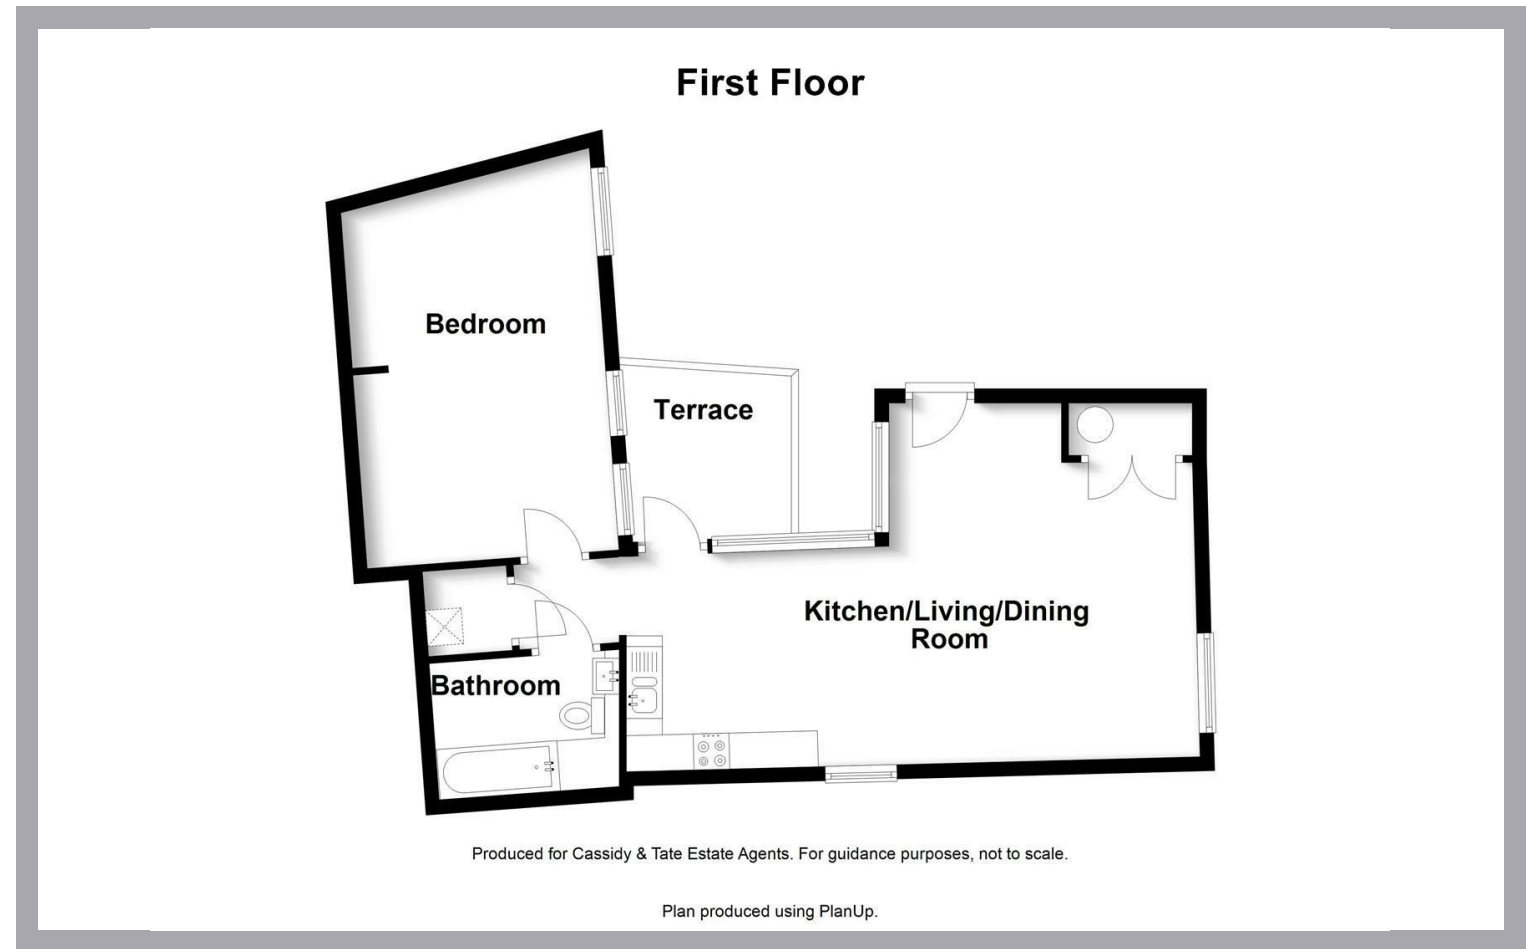 First Floor
Bedroom
Terrace
Kitchen/Living/Dining
Room
Bathroom
Produced for Cassidy & Tate Estate Agents. For guidance purposes, not to scale.
Plan produced using PlanUp.